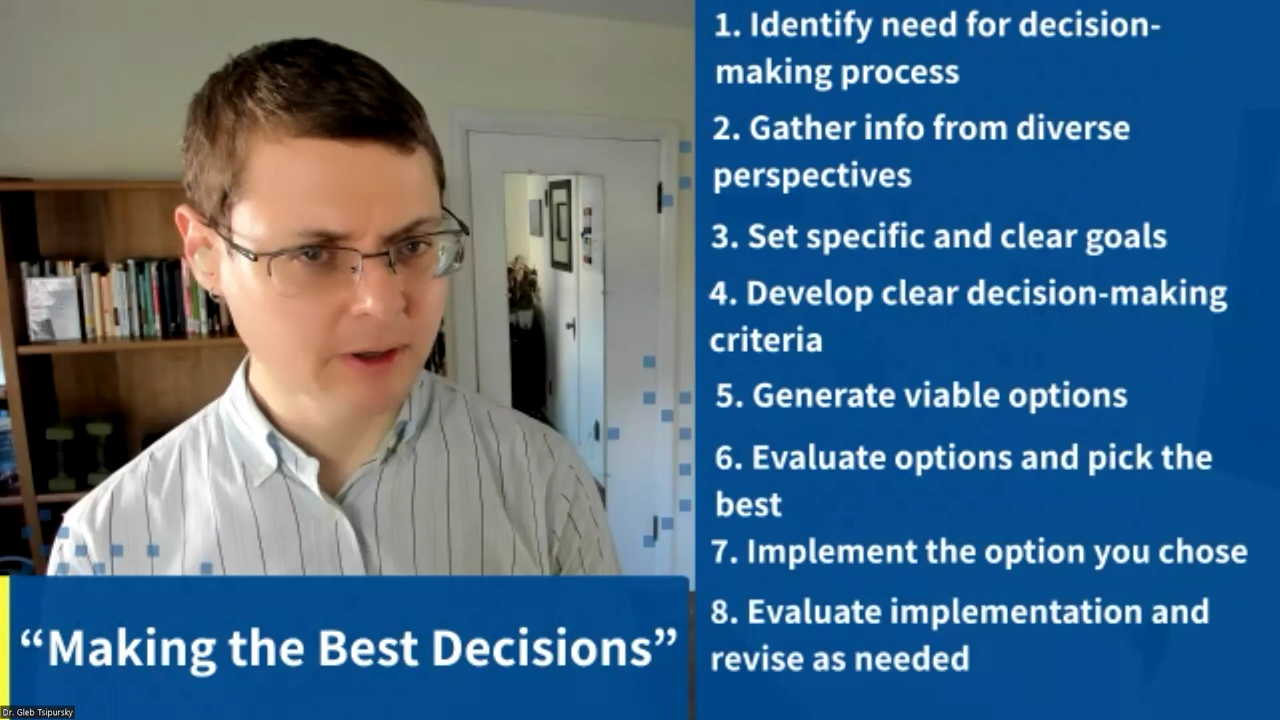 1. Identify need for decision-
making process
2. Gather info from diverse
perspectives
3. Set specific and clear goals
4. Develop clear decision-making
criteria
5. Generate viable options
6. Evaluate options and pick the
best
7. Implement the option you chose
8. Evaluate implementation and
revise as needed
“Making the Best Decisions”
Dr. Gleb Tsipursky